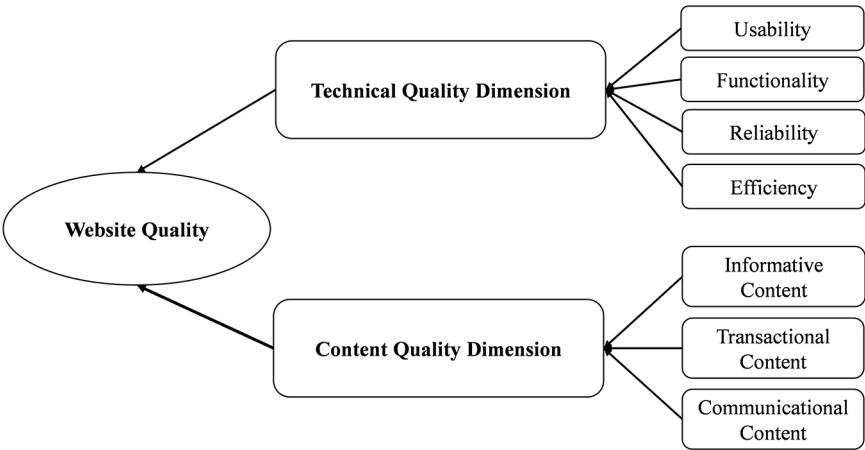 Usability
Technical Quality Dimension
Functionality
Reliability
Efficiency
Website Quality
Informative
Content
Content Quality Dimension
Transactional
Content
Communicational
Content